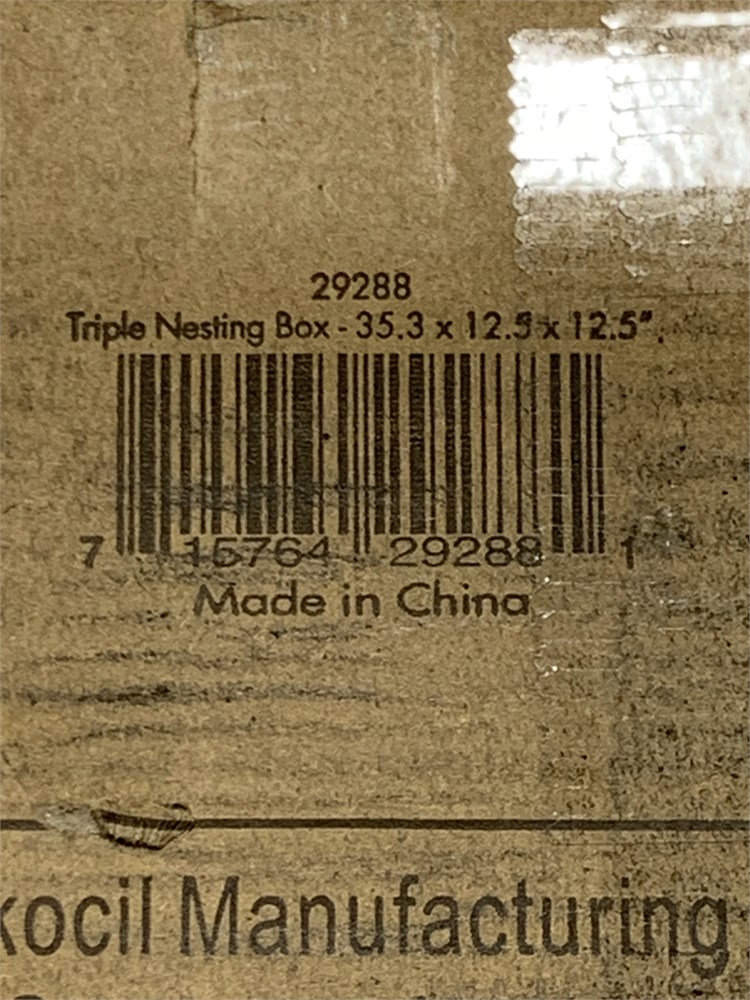 29288
Triple Nesting Box - 35.3 x 12.5 x 12.5".
7 15764 29288 1
Made in China
kocil Manufacturing